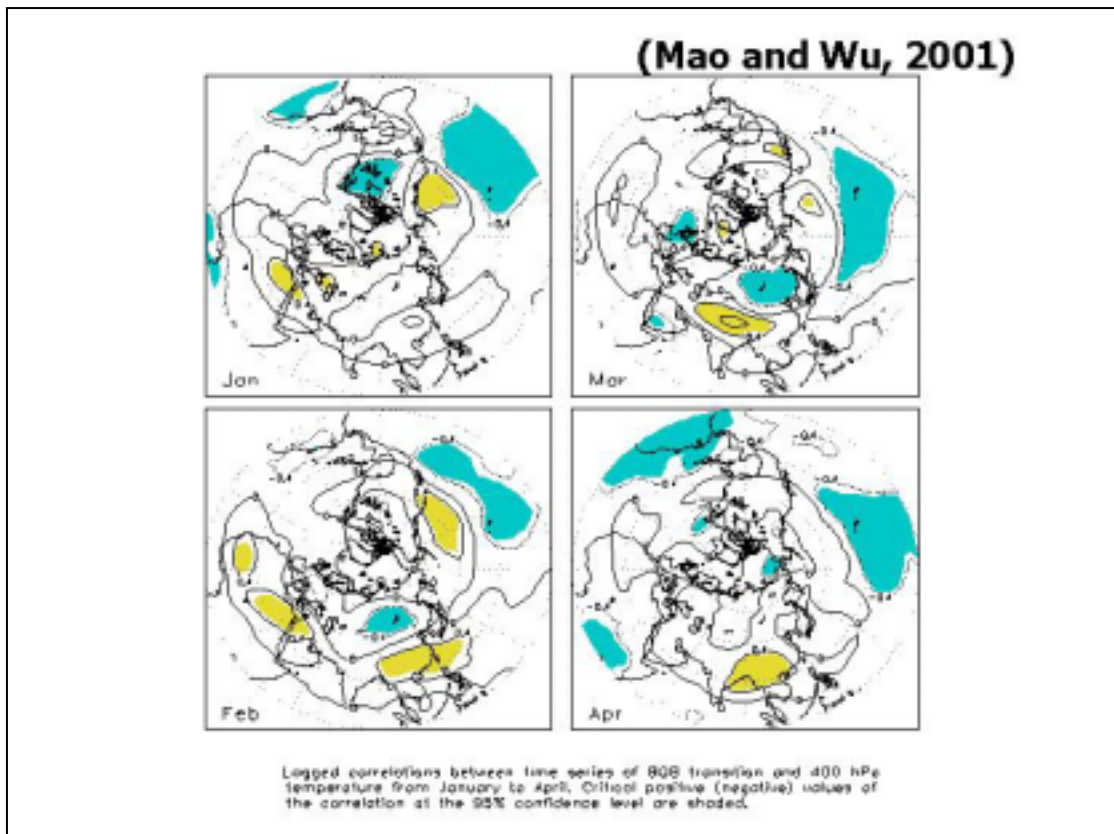 (Mao and Wu, 2001)
Jan
Mar
Feb
Apr
Lagged correlations between time series of BOB transition and 400 hPa
temperature from January to April. Critical positive (negative) values of
the correlation at the 95% confidence level are shaded.